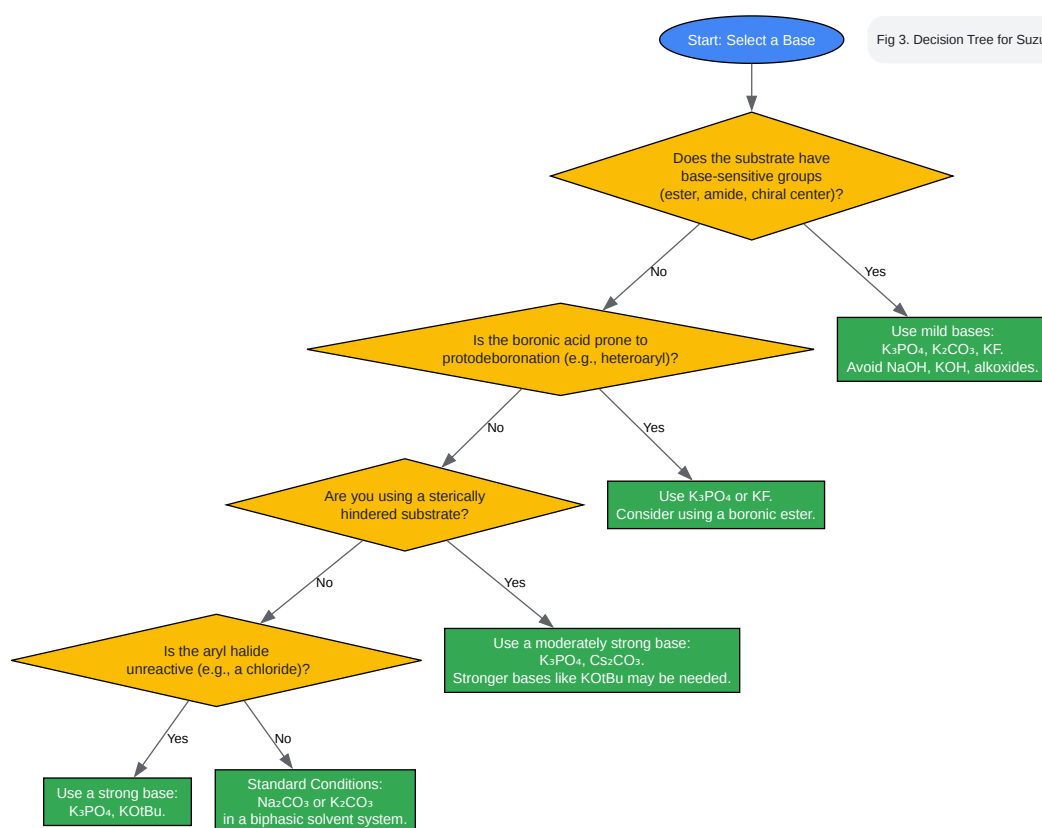 Start: Select a Base
Fig 3. Decision Tree for
Does the substrate have
base-sensitive groups
(ester, amide, chiral center)?
No
Yes
Is the boronic acid prone to
protodeboronation (e.g., heteroaryl)?
Use mild bases:
K₃PO₄, K₂CO₃, KF.
Avoid NaOH, KOH, alkoxides.
No
Yes
Are you using a sterically
hindered substrate?
Use K₃PO₄ or KF.
Consider using a boronic ester.
No
Yes
Is the aryl halide
unreactive (e.g., a chloride)?
Use a moderately strong base:
K₃PO₄, Cs₂CO₃.
Stronger bases like KOtBu may be needed.
Yes
No
Use a strong base:
K₃PO₄, KOtBu.
Standard Conditions:
Na₂CO₃ or K₂CO₃
in a biphasic solvent system.